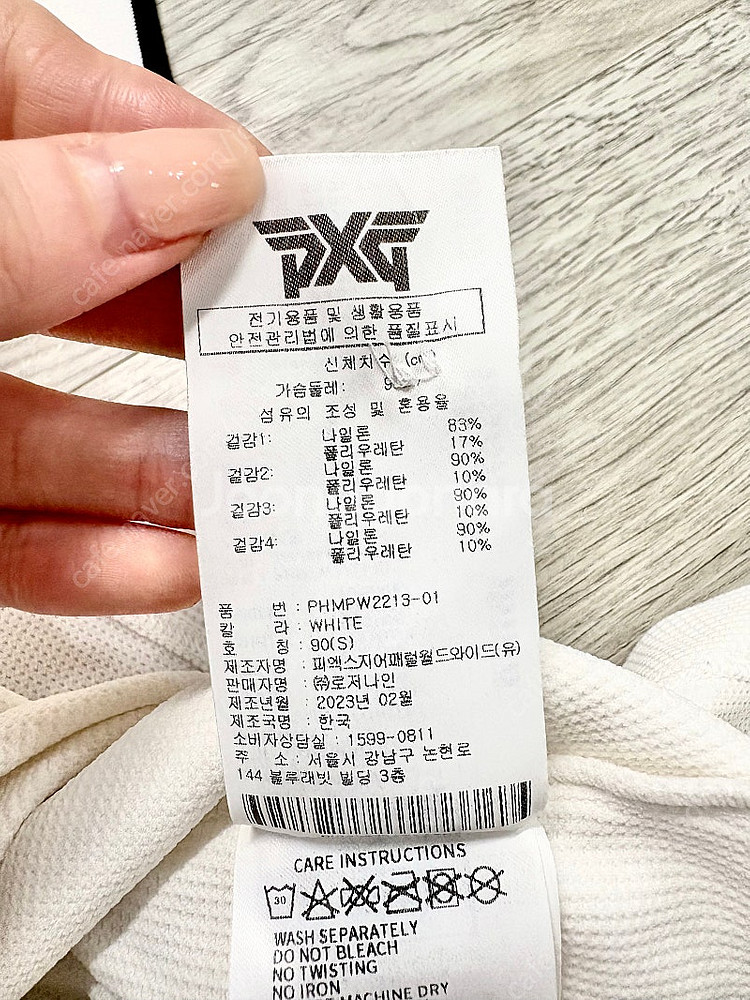 PXG
전기용품 및 생활용품
안전관리법에 의한 품질표시
신체치수
가슴둘레:
섬유의 조성 및 혼용율
겉감1: 나일론 83%
폴리우레탄 17%
겉감2: 나일론 90%
폴리우레탄 10%
겉감3: 나일론 90%
폴리우레탄 10%
겉감4: 나일론 90%
폴리우레탄 10%
품 번 : PHMPW2213-01
칼 라 : WHITE
호 칭 : 90(S)
제조자명 : 피엑스지어패럴월드와이드(유)
판매자명 : ㈜로저나인
제조년월 : 2023년 02월
제조국명 : 한국
소비자상담실 : 1599-0811
주 소 : 서울시 강남구 논현로
144 블루래빗 빌딩 3층
CARE INSTRUCTIONS
30
WASH SEPARATELY
DO NOT BLEACH
NO TWISTING
NO IRON
MACHINE DRY